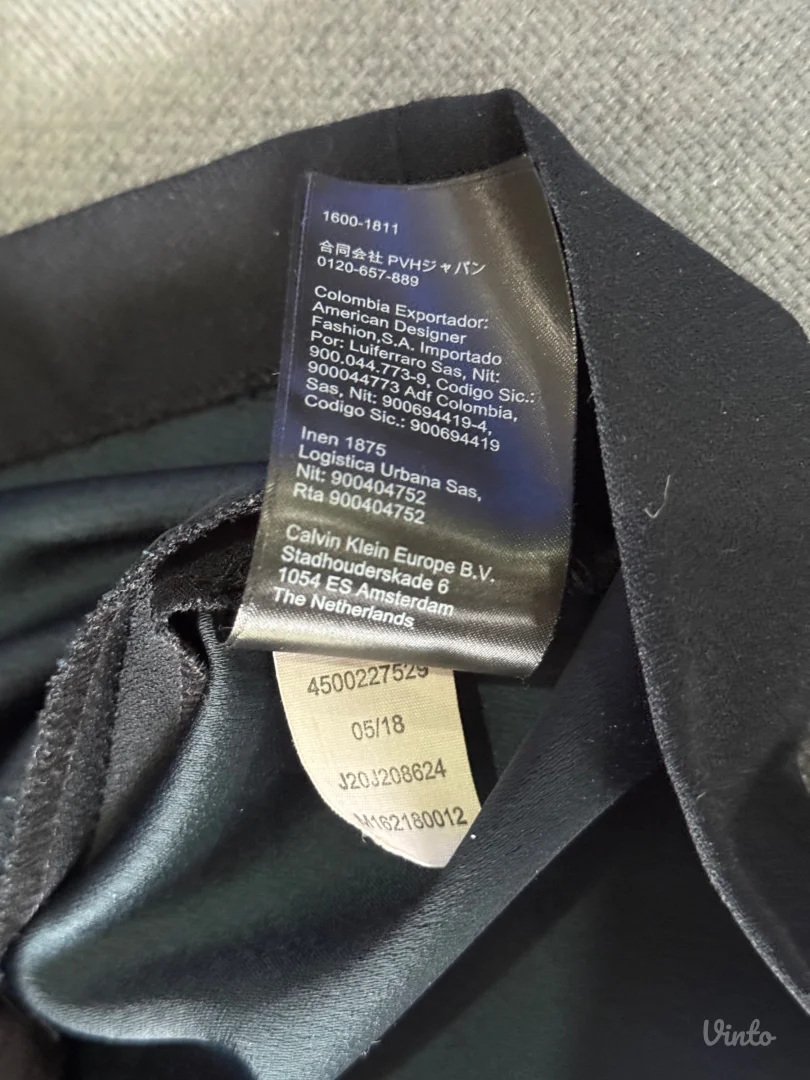 1600-1811
合同会社 PVHジャパン
0120-657-889
Colombia Exportador:
American Designer
Fashion,S.A. Importado
Por: Luiferraro Sas, Nit:
900.044.773-9, Codigo Sic.:
900044773 Adf Colombia,
Sas, Nit: 900694419-4,
Codigo Sic.: 900694419
Inen 1875
Logistica Urbana Sas,
Nit: 900404752
Rta 900404752
Calvin Klein Europe B.V.
Stadhouderskade 6
1054 ES Amsterdam
The Netherlands
4500227529
05/18
J20J208624
M162180012
Vinto